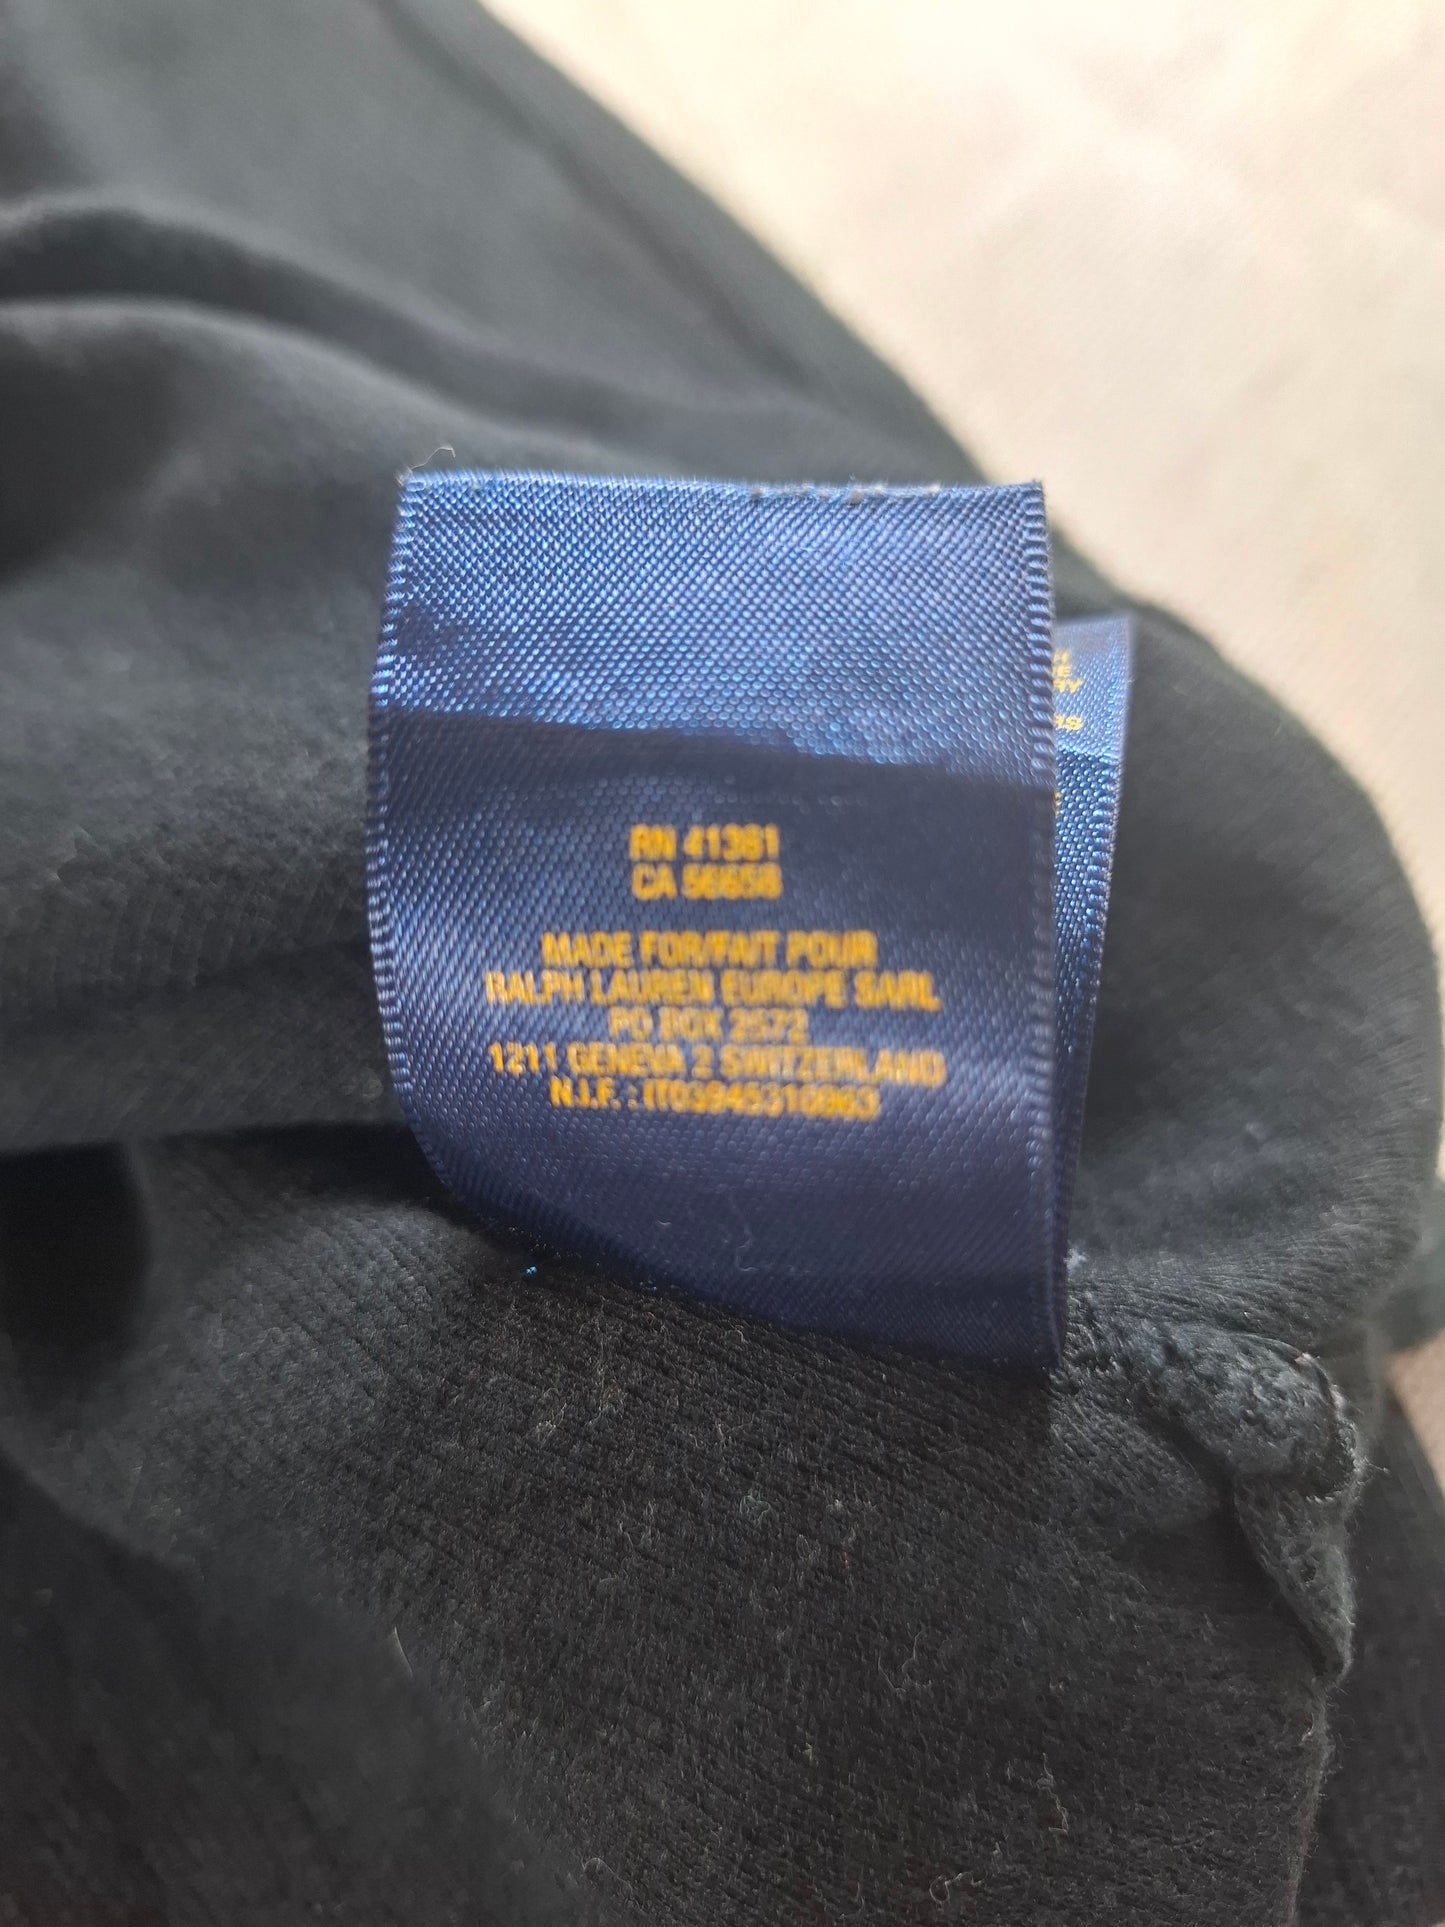 RN 41381
CA 56658
MADE FOR/FAIT POUR
RALPH LAUREN EUROPE SARL
PO BOX 2572
1211 GENEVA 2 SWITZERLAND
N.I.F. : IT03945310963